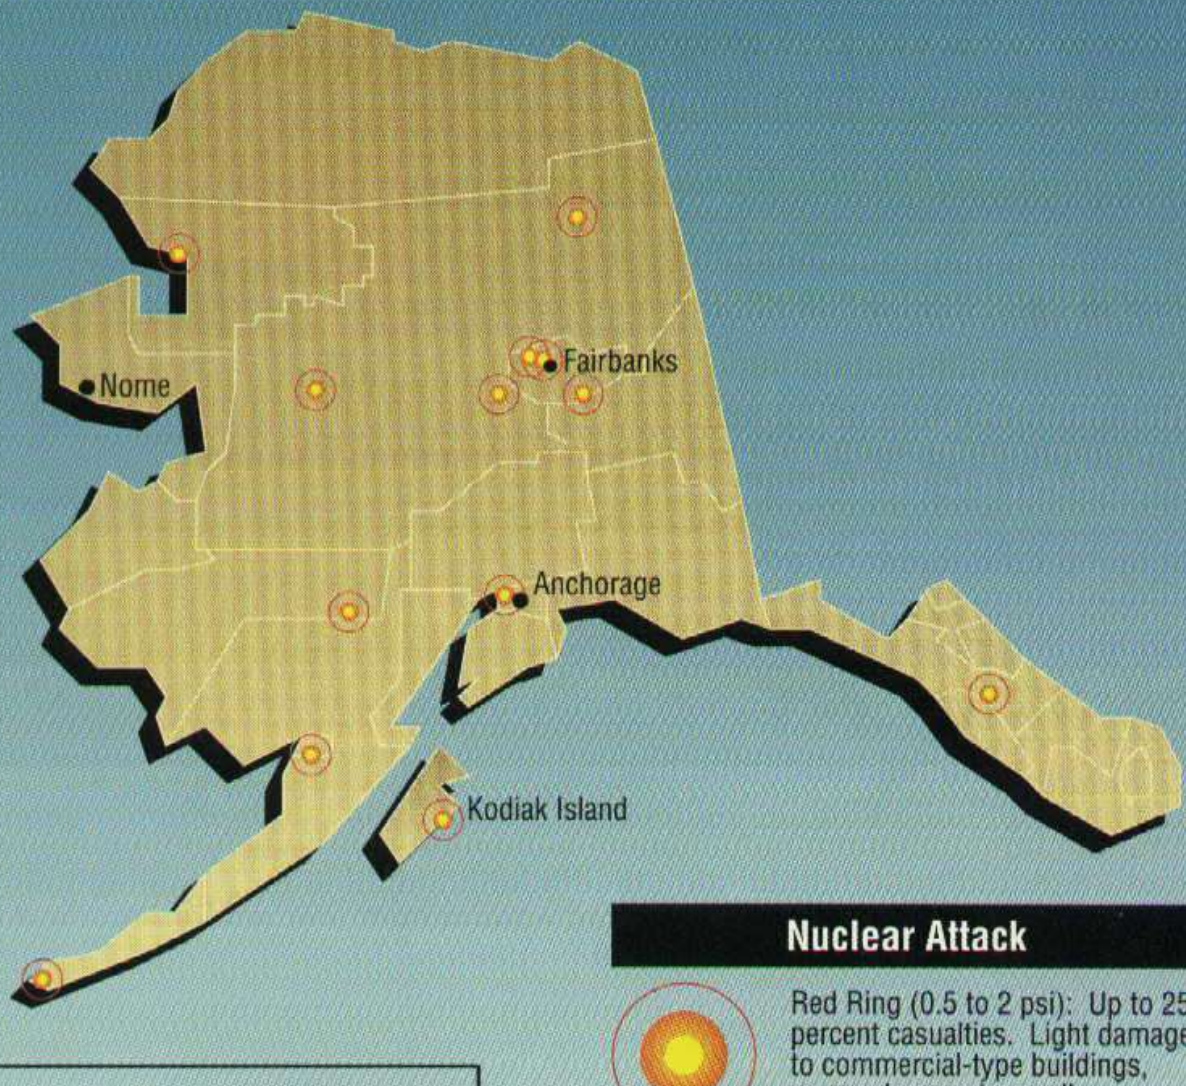 Fairbanks
Nome
Anchorage
Kodiak Island
Nuclear Attack
Red Ring (0.5 to 2 psi): Up to 25
percent casualties. Light damage
to commercial-type buildings,